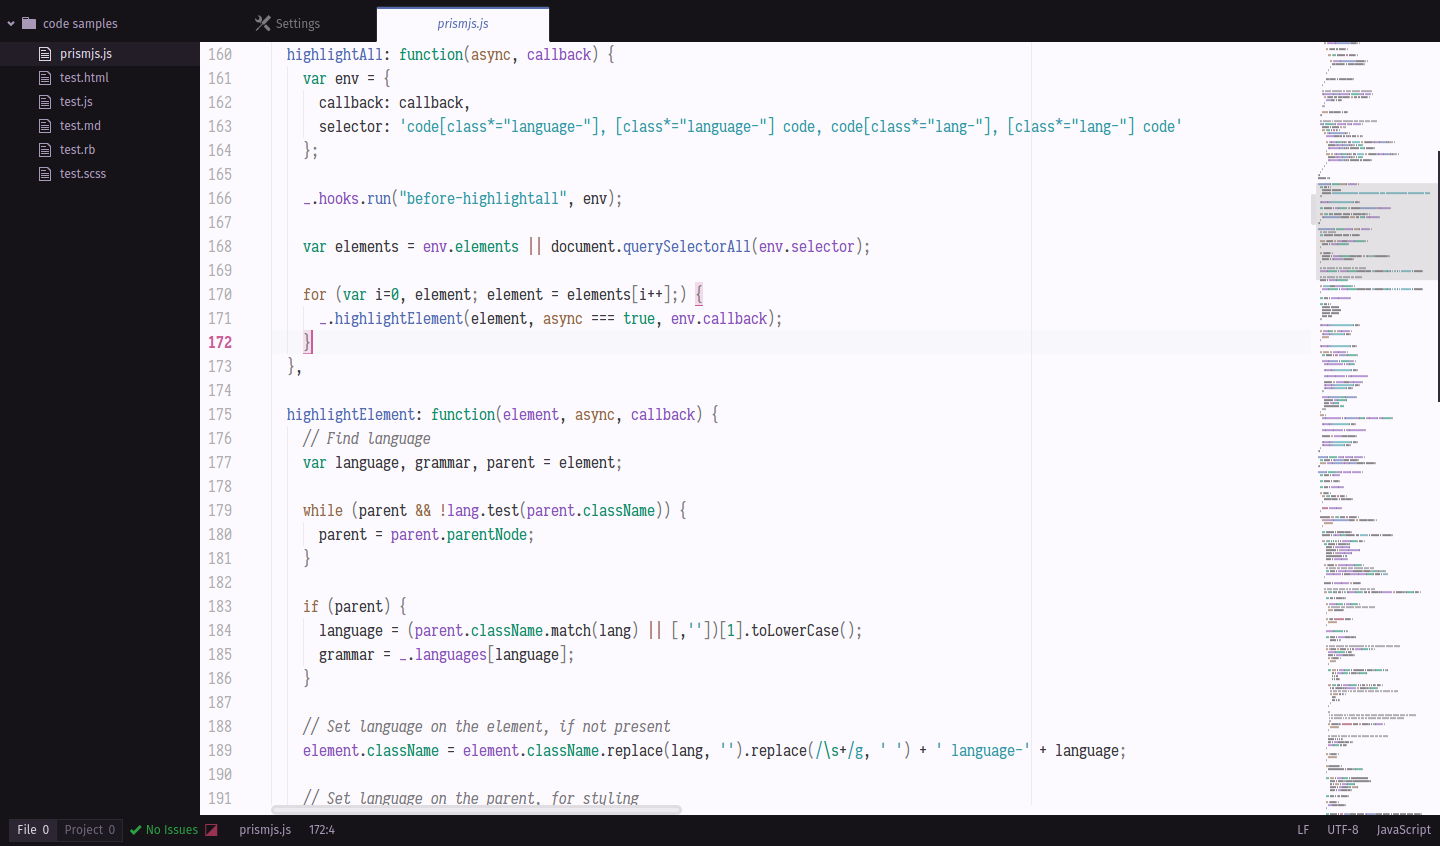 code samples
Settings
prismjs.js
prismjs.js
test.html
test.js
test.md
test.rb
test.scss
160 highlightAll: function(async, callback) {
161 var env = {
162 callback: callback,
163 selector: 'code[class*="language-"], [class*="language-"] code, code[class*="lang-"], [class*="lang-"] code'
164 };
165
166 _.hooks.run("before-highlightall", env);
167
168 var elements = env.elements || document.querySelectorAll(env.selector);
169
170 for (var i=0, element; element = elements[i++];) {
171 _.highlightElement(element, async === true, env.callback);
172 }
173 },
174
175 highlightElement: function(element, async, callback) {
176 // Find language
177 var language, grammar, parent = element;
178
179 while (parent && !lang.test(parent.className)) {
180 parent = parent.parentNode;
181 }
182
183 if (parent) {
184 language = (parent.className.match(lang) || [,''])[1].toLowerCase();
185 grammar = _.languages[language];
186 }
187
188 // Set language on the element, if not present
189 element.className = element.className.replace(lang, '').replace(/\s+/g, ' ') + ' language-' + language;
190
191 // Set language on the parent, for styling
File 0 Project 0 No Issues prismjs.js 172:4 LF UTF-8 JavaScript